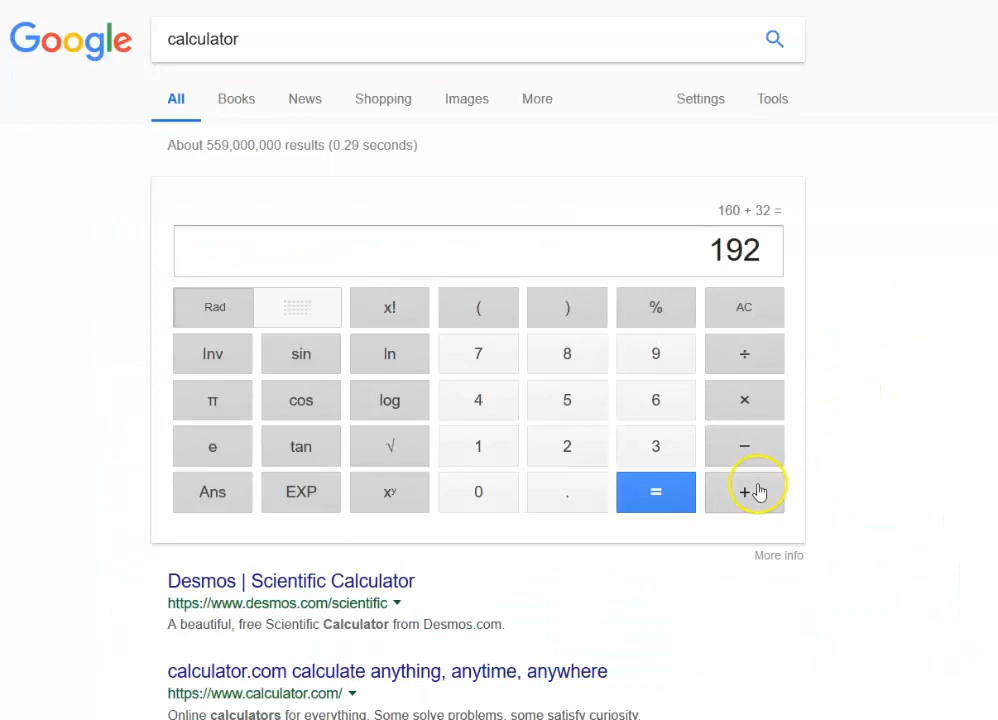 Google
calculator
All Books News Shopping Images More Settings Tools
About 559,000,000 results (0.29 seconds)
160 + 32 =
192
Rad x! ( ) % AC
Inv sin ln 7 8 9 ÷
π cos log 4 5 6 ×
e tan √ 1 2 3 −
Ans EXP xʸ 0 . = +
More info
Desmos | Scientific Calculator
https://www.desmos.com/scientific
A beautiful, free Scientific Calculator from Desmos.com.
calculator.com calculate anything, anytime, anywhere
https://www.calculator.com/
Online calculators for everything. Some solve problems, some satisfy curiosity.